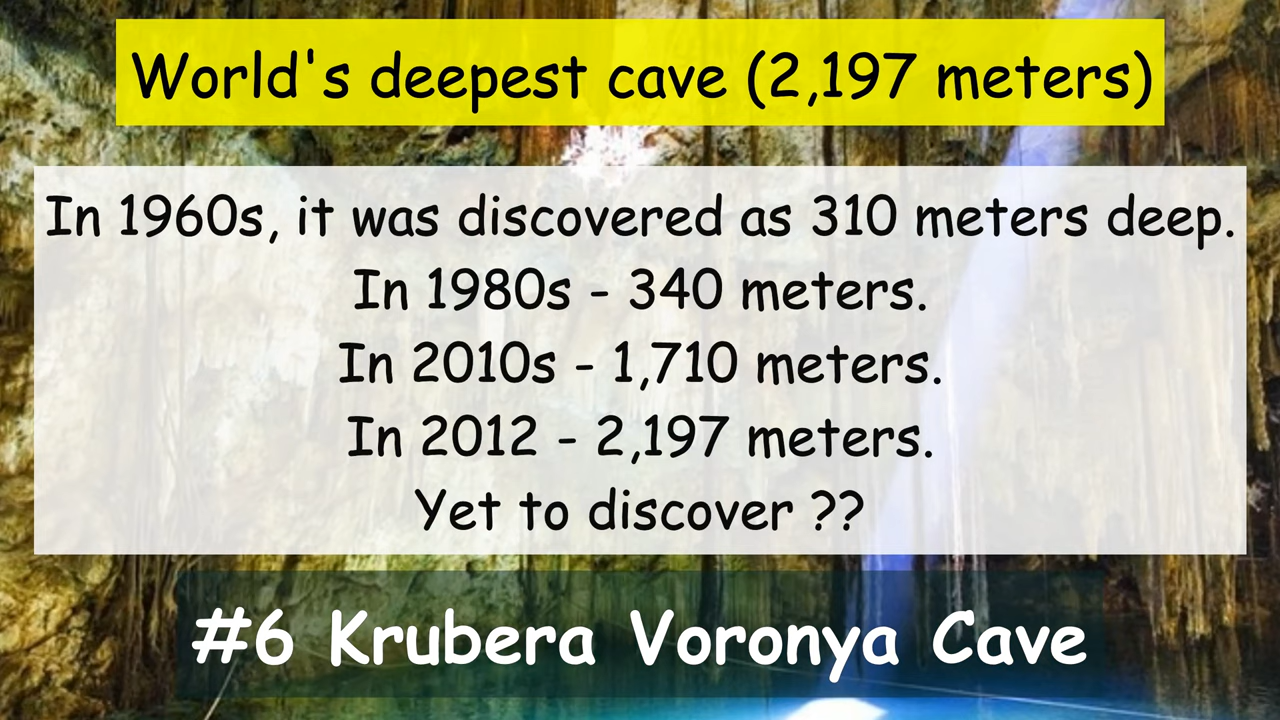 World's deepest cave (2,197 meters)
In 1960s, it was discovered as 310 meters deep.
In 1980s - 340 meters.
In 2010s - 1,710 meters.
In 2012 - 2,197 meters.
Yet to discover ??
#6 Krubera Voronya Cave